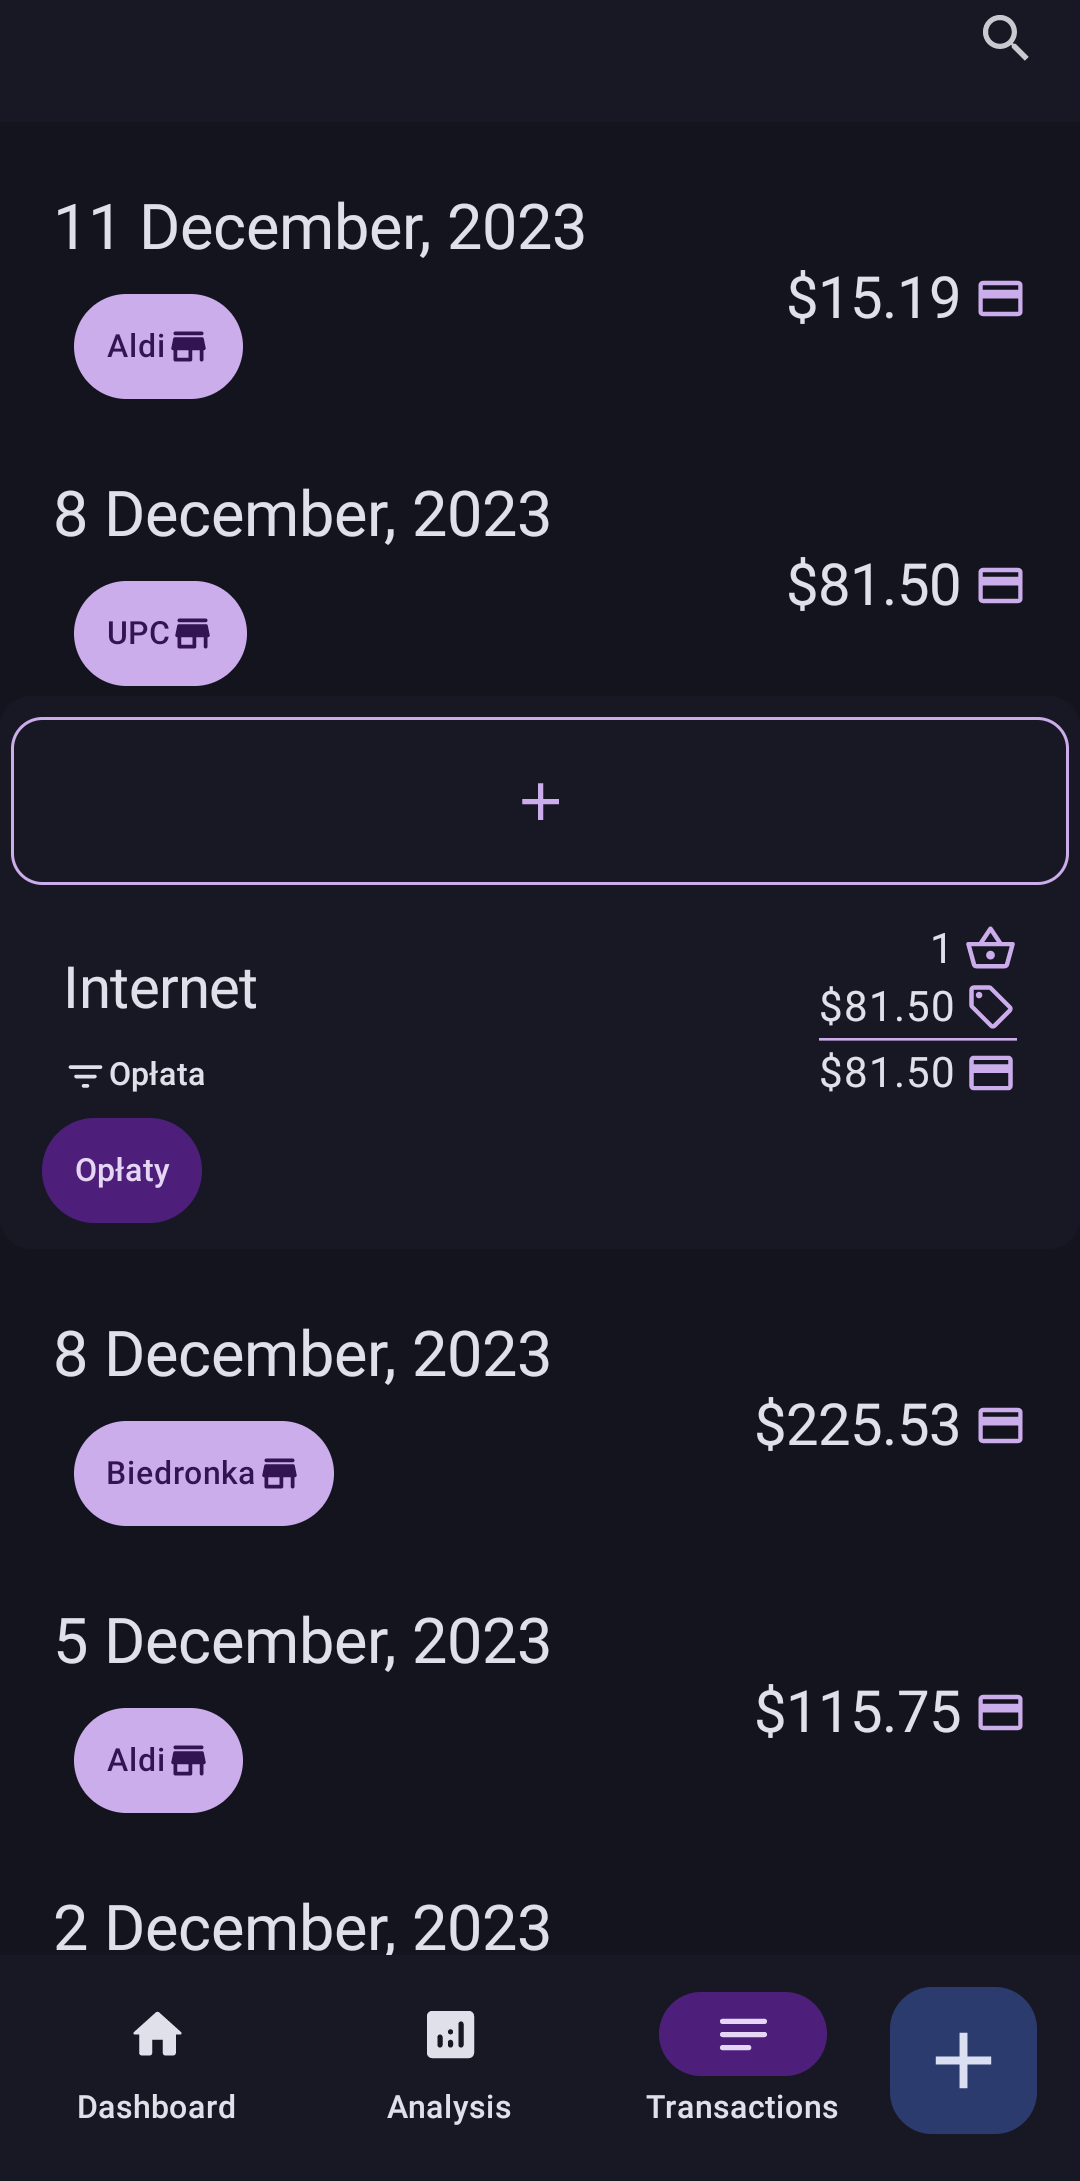 11 December, 2023
$15.19
Aldi
8 December, 2023
$81.50
UPC
+
1
Internet
$81.50
Opłata
$81.50
Opłaty
8 December, 2023
$225.53
Biedronka
5 December, 2023
$115.75
Aldi
2 December, 2023
Dashboard
Analysis
Transactions